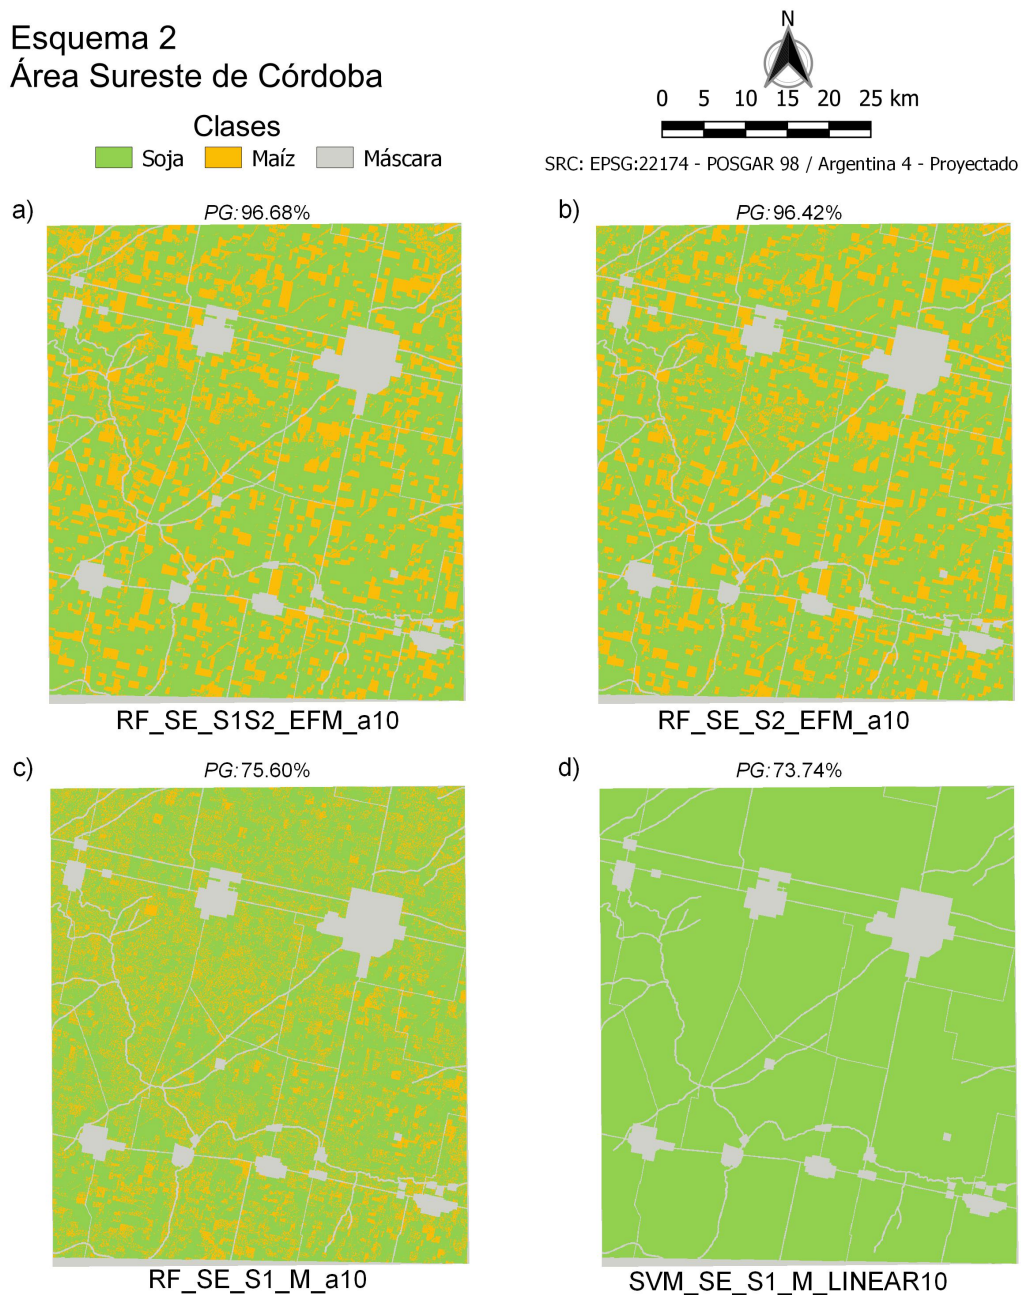 Esquema 2
Área Sureste de Córdoba
N
0 5 10 15 20 25 km
Clases
Soja Maíz Máscara
SRC: EPSG:22174 - POSGAR 98 / Argentina 4 - Proyectado
a) PG: 96.68%
RF_SE_S1S2_EFM_a10
b) PG: 96.42%
RF_SE_S2_EFM_a10
c) PG: 75.60%
RF_SE_S1_M_a10
d) PG: 73.74%
SVM_SE_S1_M_LINEAR10